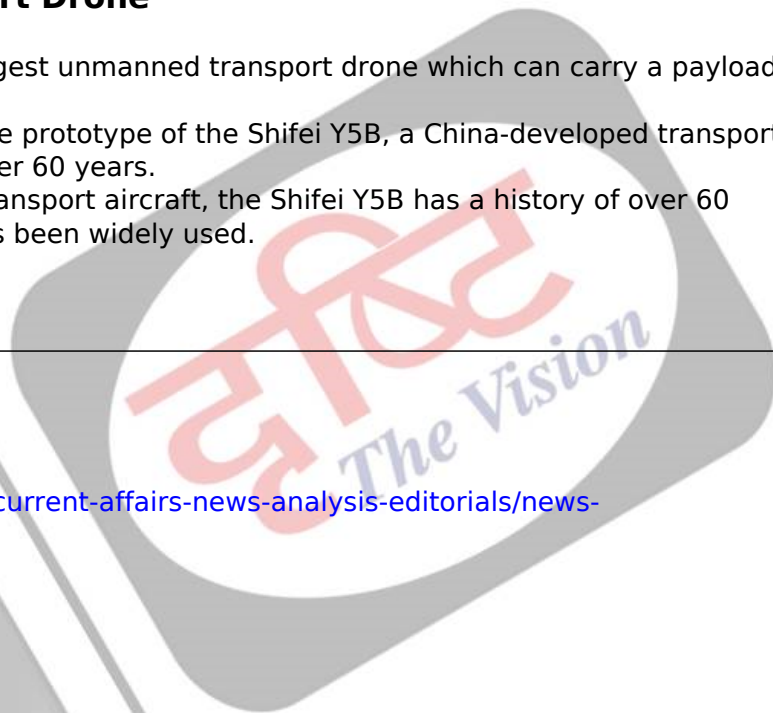 rt Drone
gest unmanned transport drone which can carry a payload
e prototype of the Shifei Y5B, a China-developed transport
er 60 years.
ansport aircraft, the Shifei Y5B has a history of over 60
s been widely used.
दृष्टि
The Vision
current-affairs-news-analysis-editorials/news-